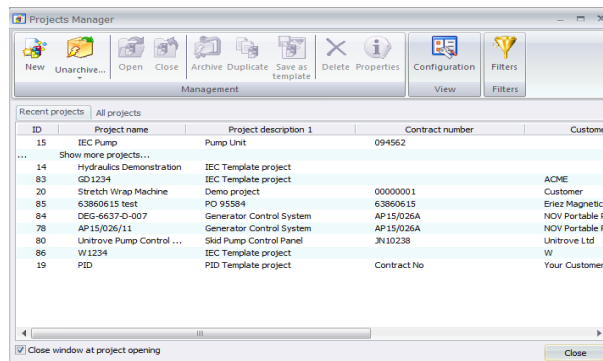 Projects Manager
New Unarchive... Open Close Archive Duplicate Save as template Delete Properties Configuration Filters
Management View Filters
Recent projects All projects
ID Project name Project description 1 Contract number Custome
15 IEC Pump Pump Unit 094562
... Show more projects...
14 Hydraulics Demonstration IEC Template project
83 GD1234 IEC Template project ACME
20 Stretch Wrap Machine Demo project 00000001 Customer
85 63860615 test PO 95584 63860615 Eriez Magnetic
84 DEG-6637-D-007 Generator Control System AP15/026A NOV Portable F
78 AP15/026/11 Generator Control System AP15/026A NOV Portable F
80 Unitrove Pump Control ... Skid Pump Control Panel JN10238 Unitrove Ltd
86 W1234 IEC Template project W
19 PID PID Template project Contract No Your Customer
Close window at project opening
Close